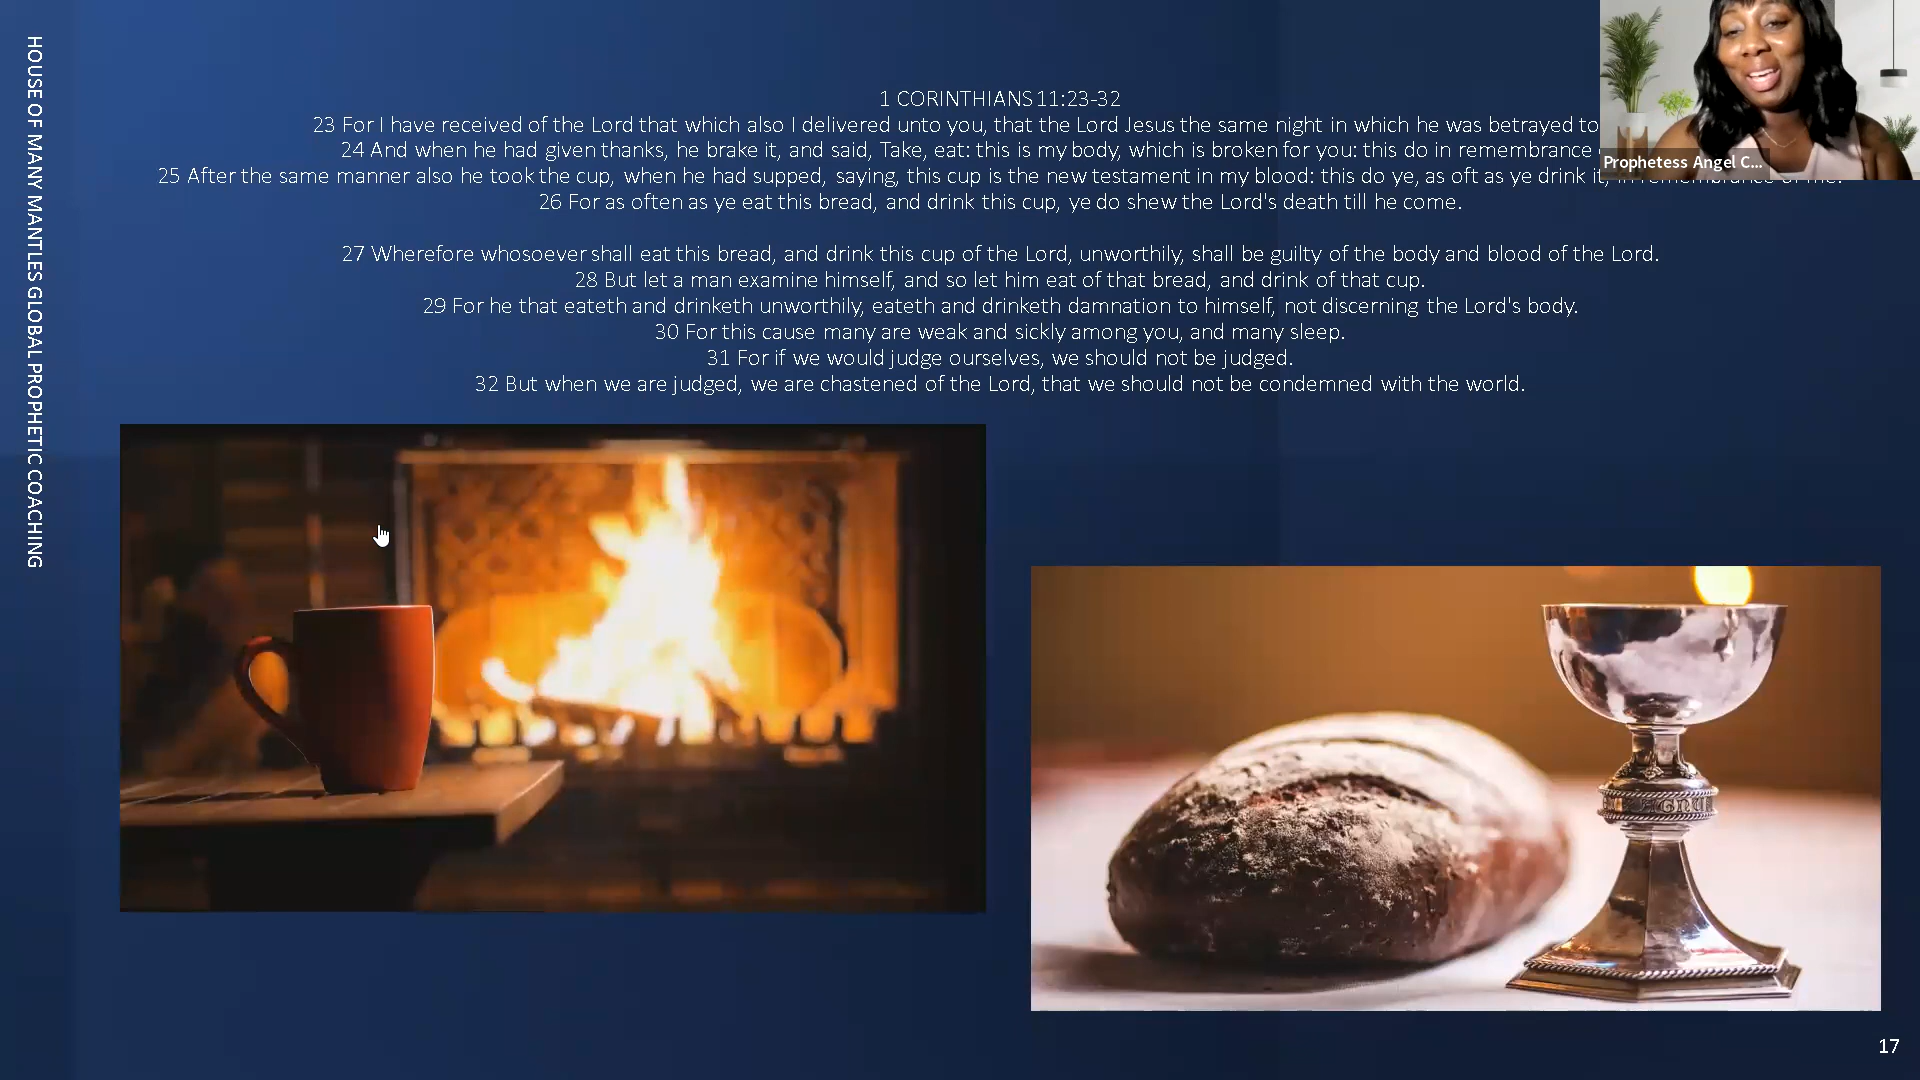 HOUSE OF MANY MANTLES GLOBAL PROPHETIC COACHING
1 CORINTHIANS 11:23-32
23 For I have received of the Lord that which also I delivered unto you, that the Lord Jesus the same night in which he was betrayed to
24 And when he had given thanks, he brake it, and said, Take, eat: this is my body, which is broken for you: this do in remembrance
25 After the same manner also he took the cup, when he had supped, saying, this cup is the new testament in my blood: this do ye, as oft as ye drink it, in remembrance of me.
26 For as often as ye eat this bread, and drink this cup, ye do shew the Lord's death till he come.
27 Wherefore whosoever shall eat this bread, and drink this cup of the Lord, unworthily, shall be guilty of the body and blood of the Lord.
28 But let a man examine himself, and so let him eat of that bread, and drink of that cup.
29 For he that eateth and drinketh unworthily, eateth and drinketh damnation to himself, not discerning the Lord's body.
30 For this cause many are weak and sickly among you, and many sleep.
31 For if we would judge ourselves, we should not be judged.
32 But when we are judged, we are chastened of the Lord, that we should not be condemned with the world.
Prophetess Angel C...
17